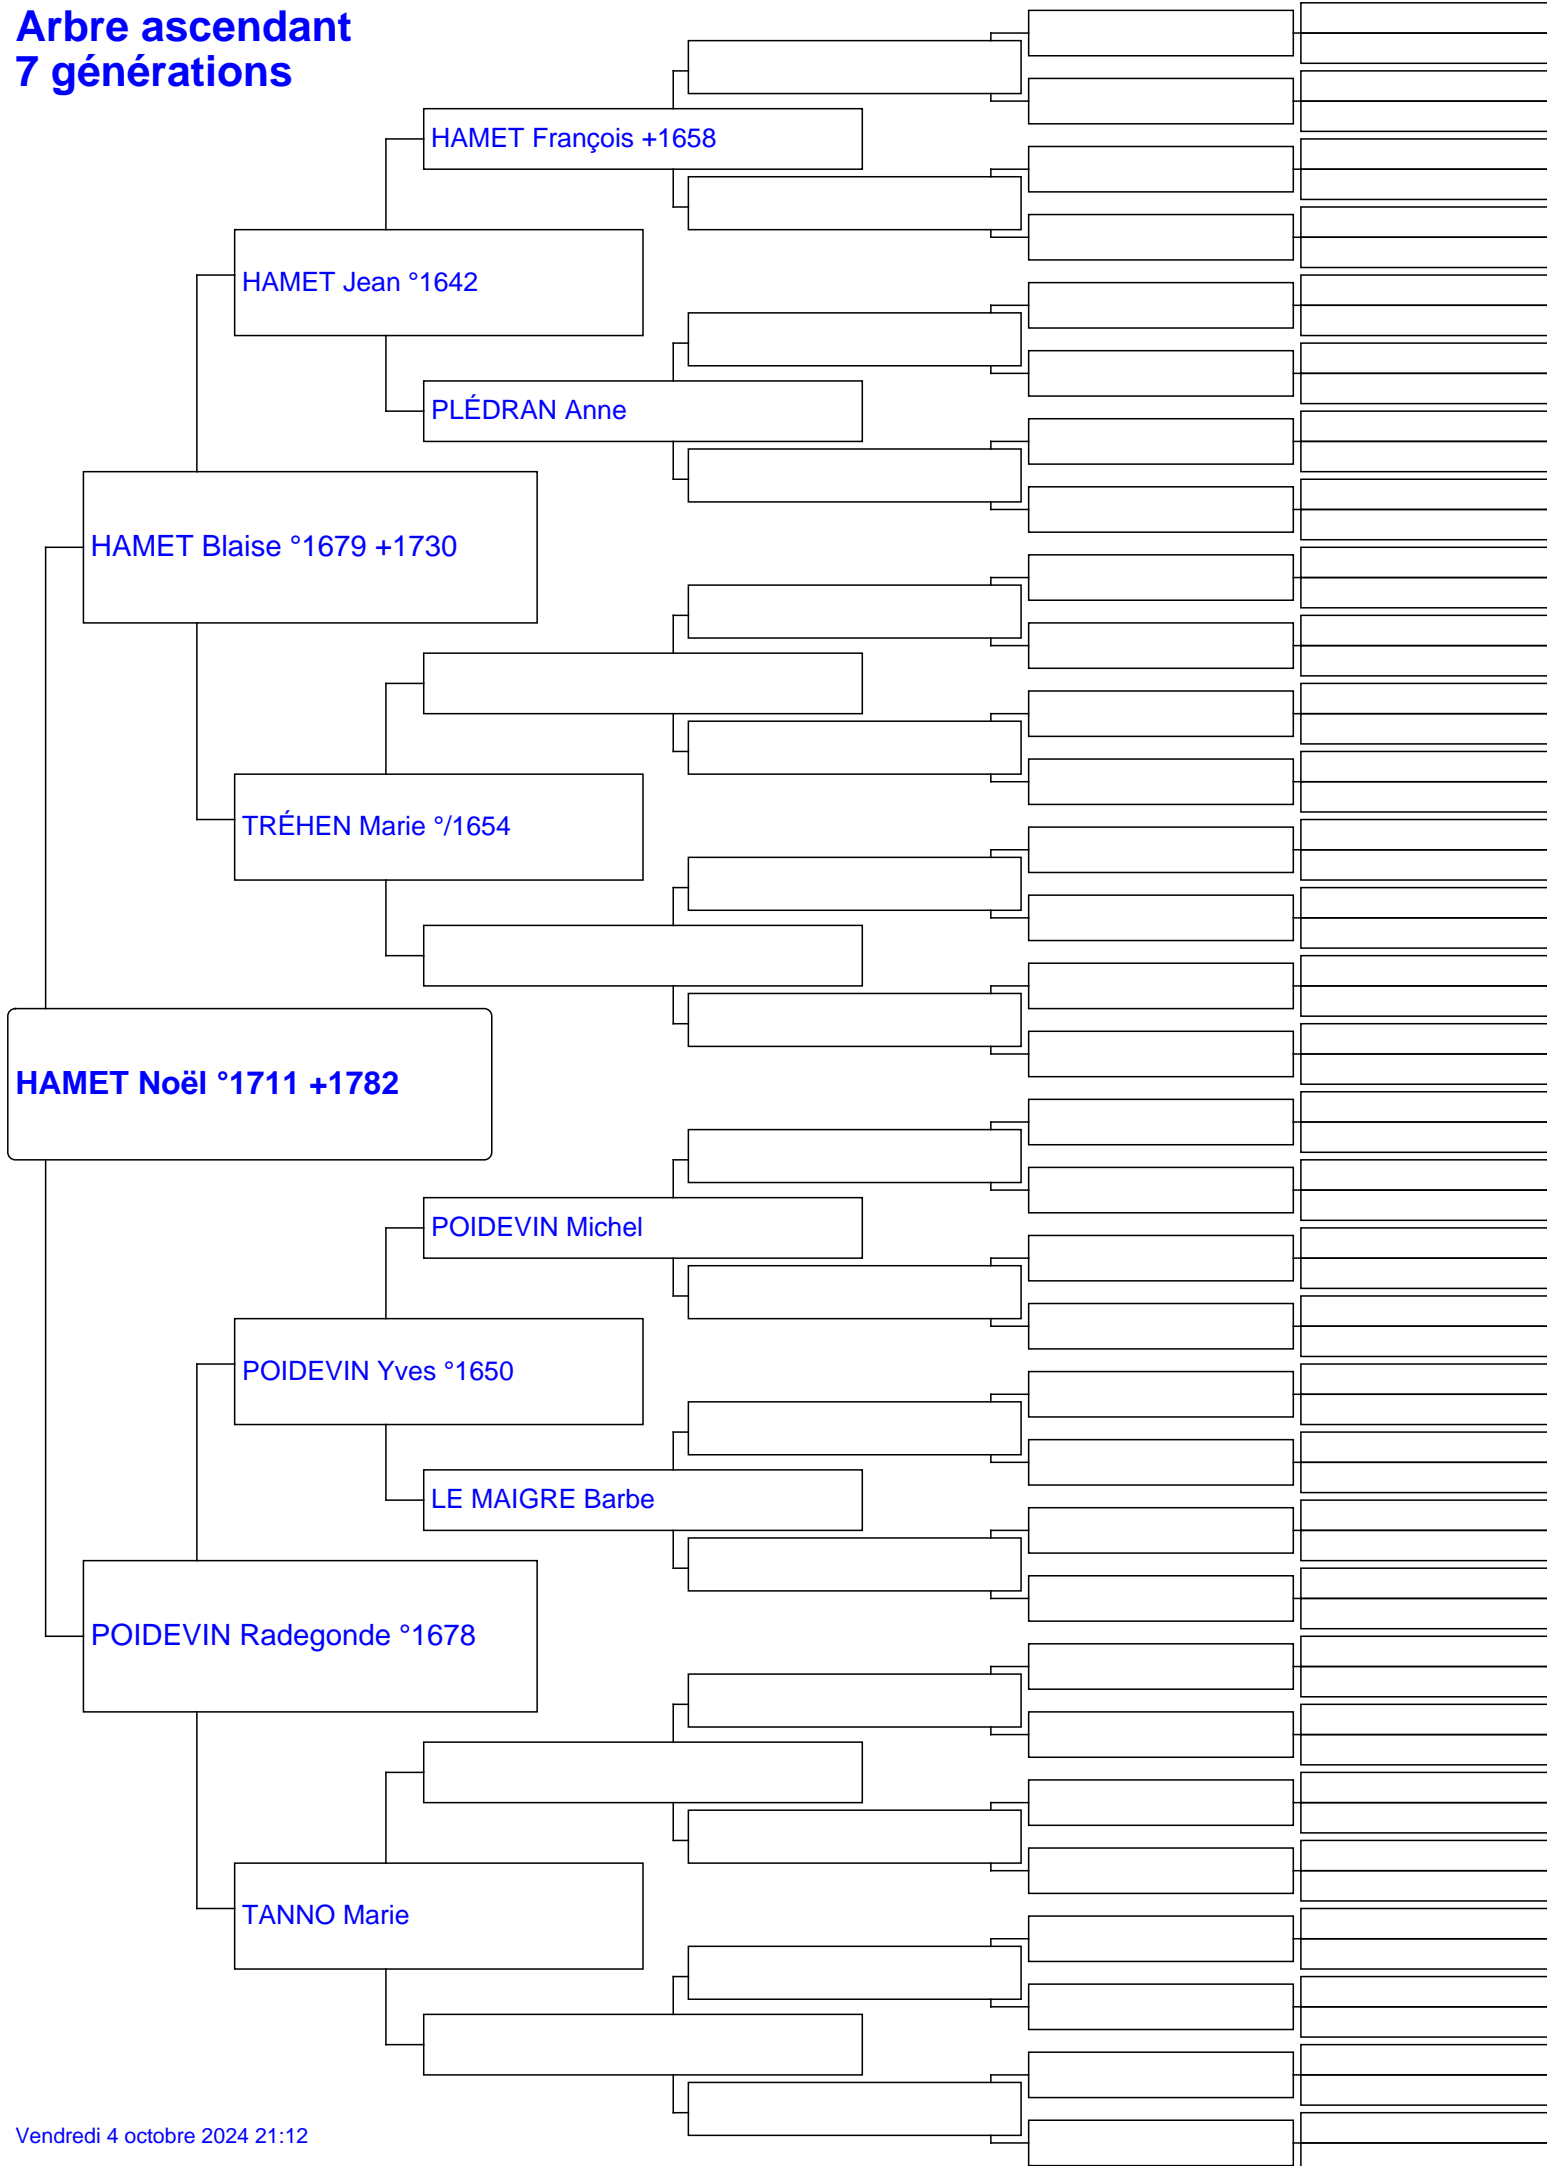 Arbre ascendant
7 générations
HAMET François +1658
HAMET Jean °1642
PLÉDRAN Anne
HAMET Blaise °1679 +1730
TRÉHEN Marie °/1654
HAMET Noël °1711 +1782
POIDEVIN Michel
POIDEVIN Yves °1650
LE MAIGRE Barbe
POIDEVIN Radegonde °1678
TANNO Marie
Vendredi 4 octobre 2024 21:12